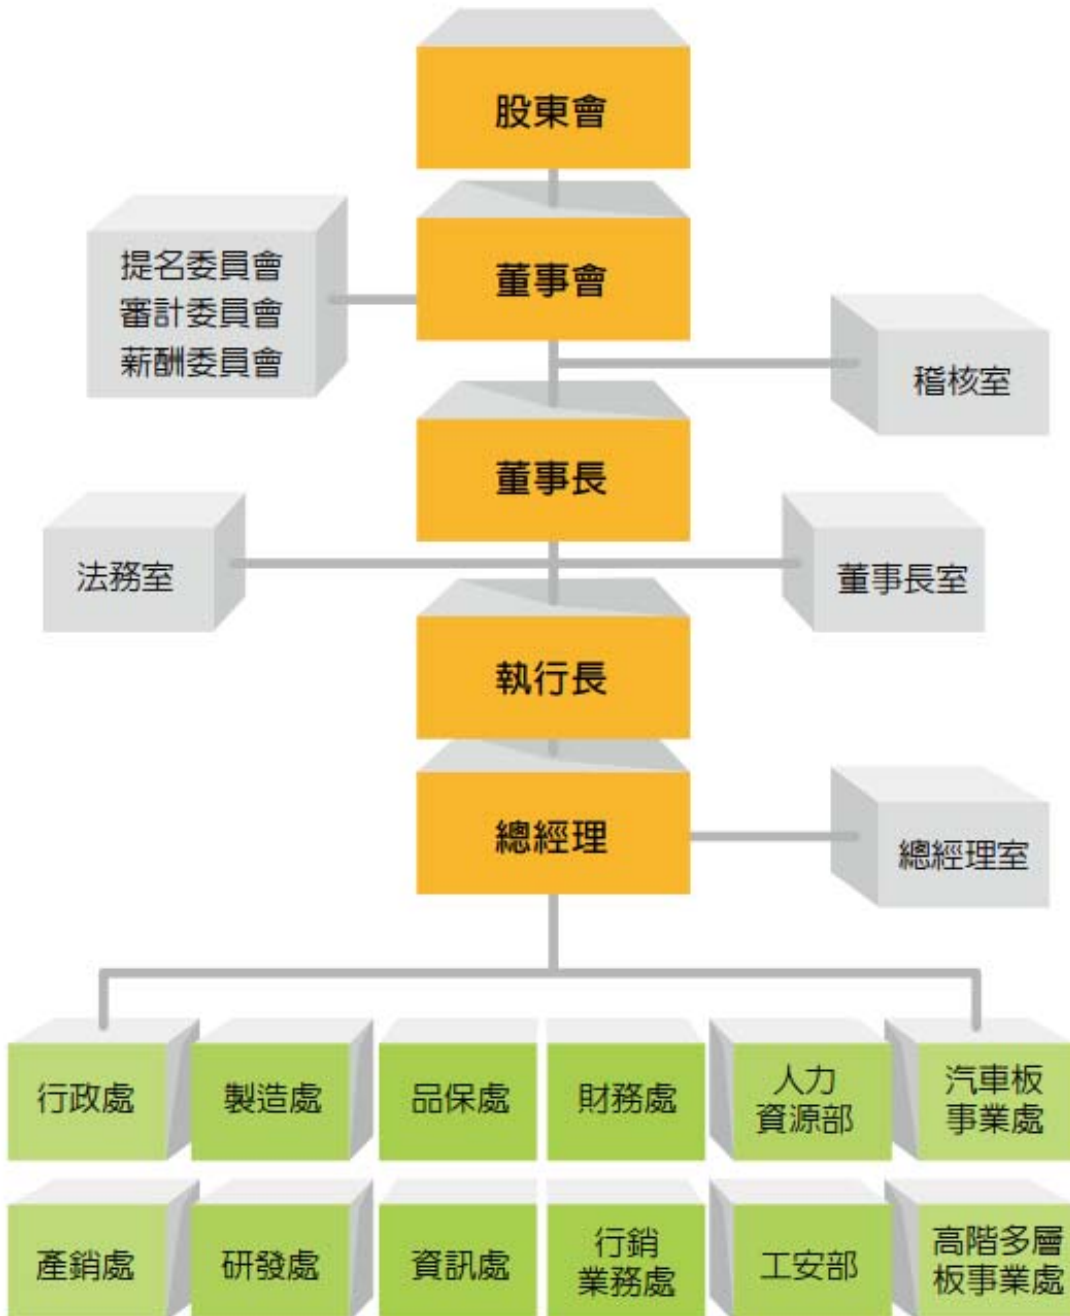 股東會
董事會
提名委員會
審計委員會
薪酬委員會
稽核室
董事長
法務室
董事長室
執行長
總經理
總經理室
行政處
製造處
品保處
財務處
人力
資源部
汽車板
事業處
產銷處
研發處
資訊處
行銷
業務處
工安部
高階多層
板事業處